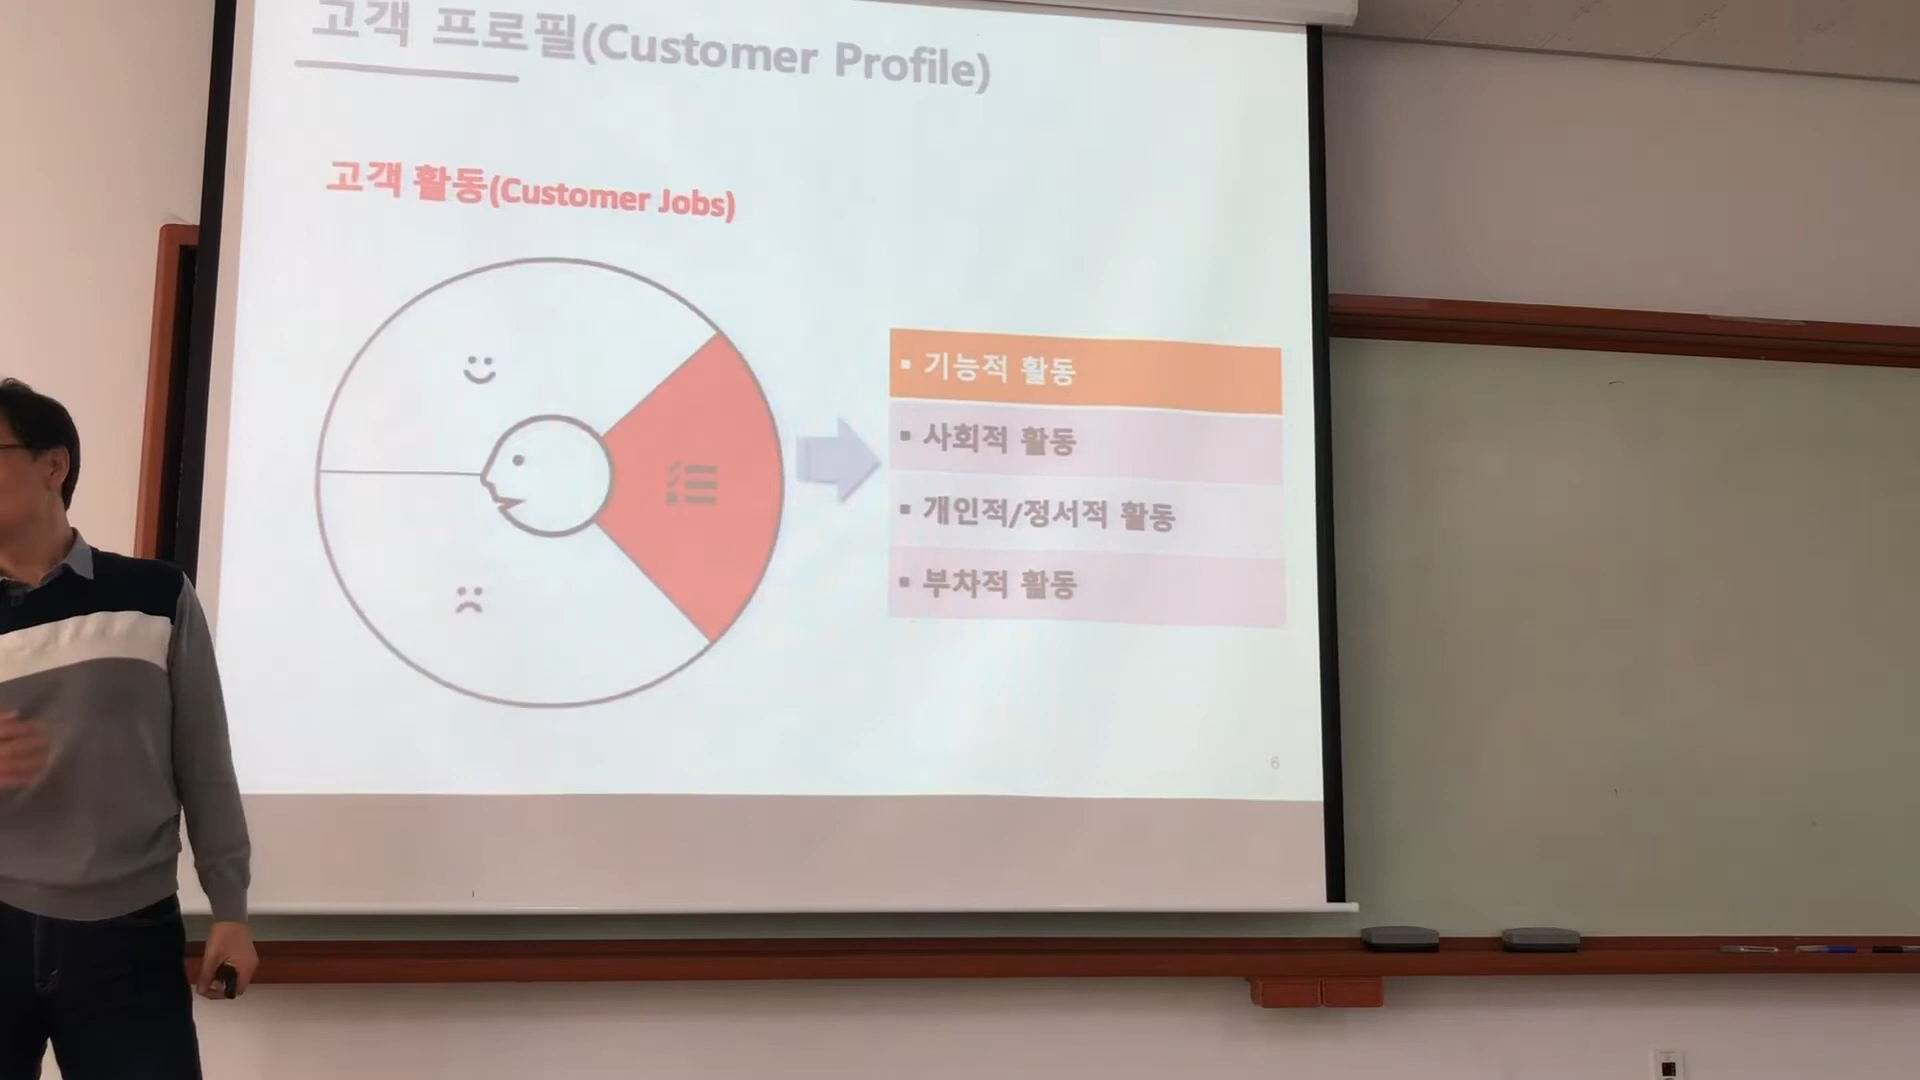 고객 프로필(Customer Profile)
고객 활동(Customer Jobs)
▪ 기능적 활동
▪ 사회적 활동
▪ 개인적/정서적 활동
▪ 부차적 활동
6